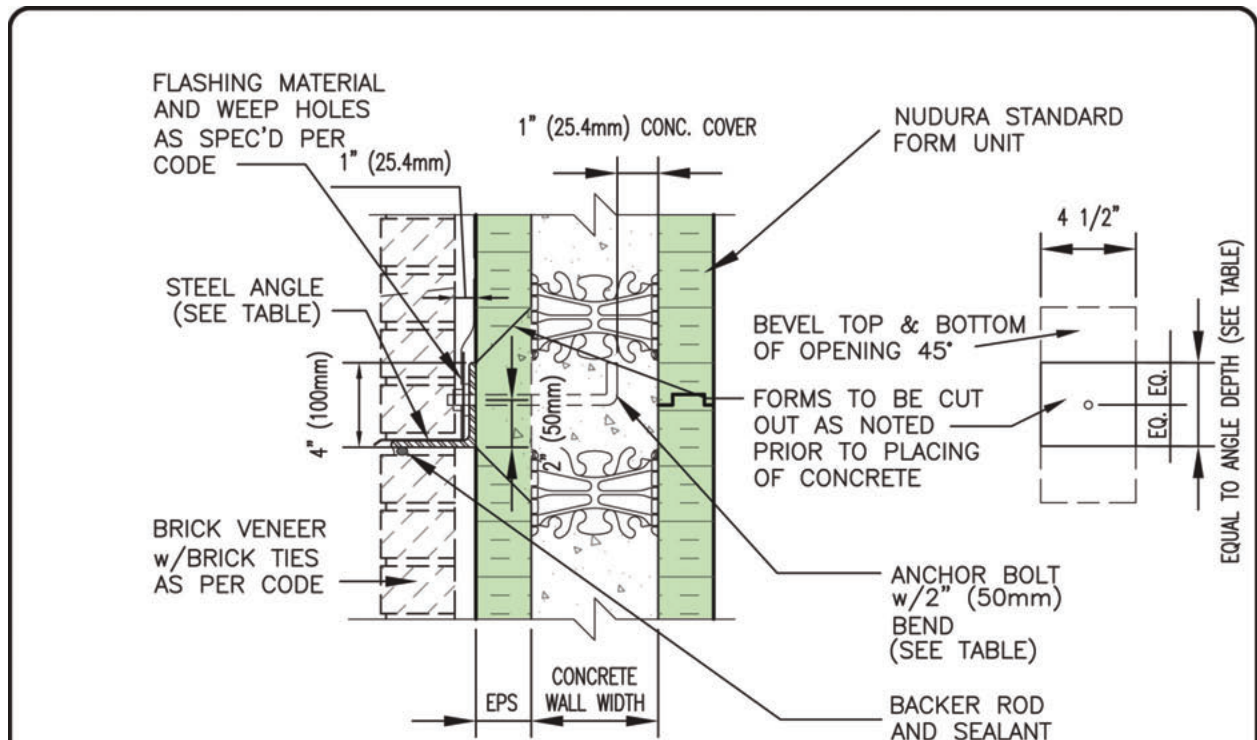 FLASHING MATERIAL
AND WEEP HOLES
AS SPEC'D PER
CODE
1" (25.4mm)
1" (25.4mm) CONC. COVER
NUDURA STANDARD
FORM UNIT
STEEL ANGLE
(SEE TABLE)
4" (100mm)
2" (50mm)
BRICK VENEER
w/BRICK TIES
AS PER CODE
EPS
CONCRETE
WALL WIDTH
4 1/2"
BEVEL TOP & BOTTOM
OF OPENING 45°
FORMS TO BE CUT
OUT AS NOTED
PRIOR TO PLACING
OF CONCRETE
EQ.
EQ.
EQUAL TO ANGLE DEPTH (SEE TABLE)
ANCHOR BOLT
w/2" (50mm)
BEND
(SEE TABLE)
BACKER ROD
AND SEALANT